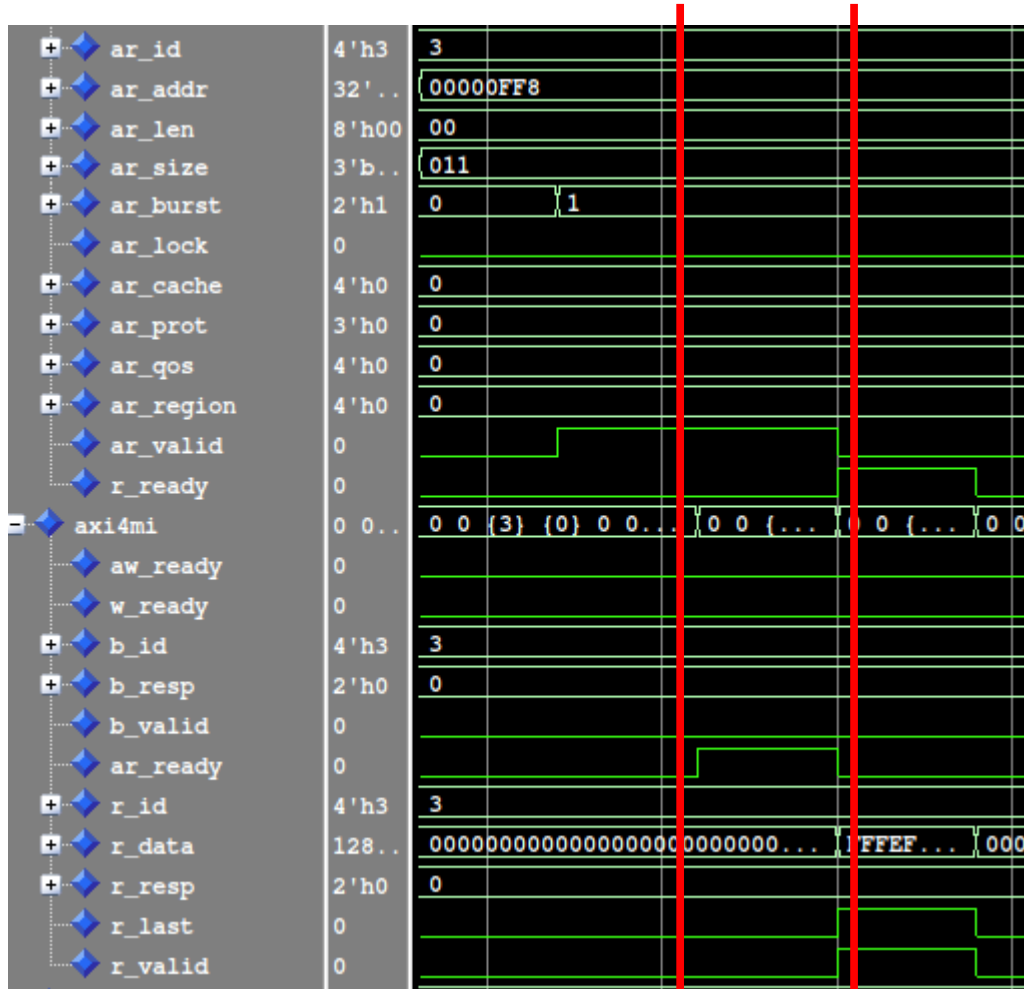 ar_id 4'h3 3
ar_addr 32'.. 00000FF8
ar_len 8'h00 00
ar_size 3'b.. 011
ar_burst 2'h1 0 1
ar_lock 0
ar_cache 4'h0 0
ar_prot 3'h0 0
ar_qos 4'h0 0
ar_region 4'h0 0
ar_valid 0
r_ready 0
axi4mi 0 0.. 0 0 {3} {0} 0 0... 0 0 {... 0 0 {... 0 0
aw_ready 0
w_ready 0
b_id 4'h3 3
b_resp 2'h0 0
b_valid 0
ar_ready 0
r_id 4'h3 3
r_data 128.. 000000000000000000000000000... FFFEF... 000
r_resp 2'h0 0
r_last 0
r_valid 0